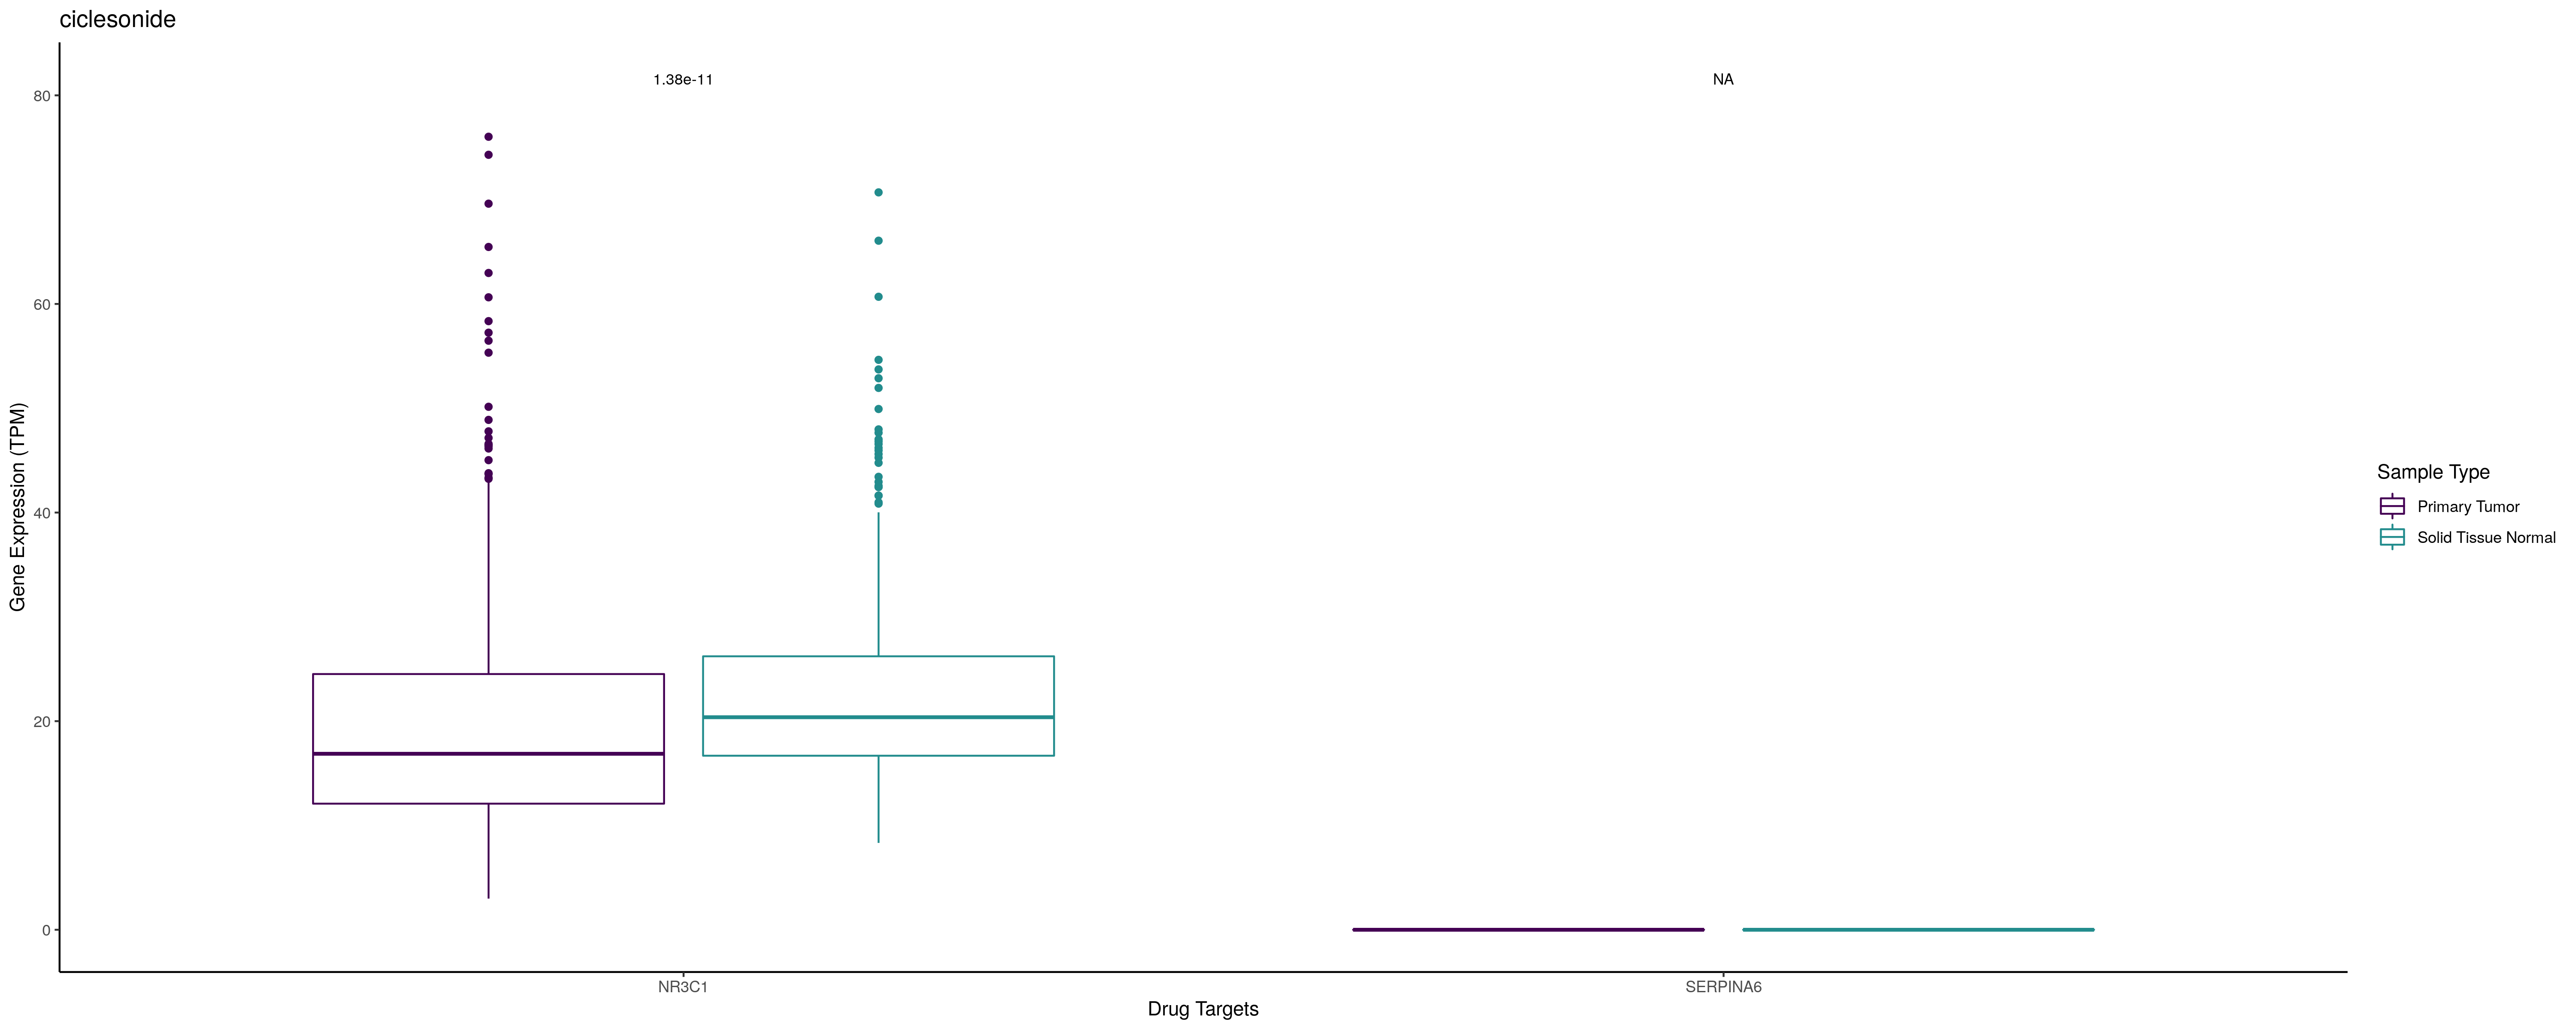 ciclesonide
1.38e-11
NA
80
60
40
20
0
Gene Expression (TPM)
NR3C1
SERPINA6
Drug Targets
Sample Type
Primary Tumor
Solid Tissue Normal